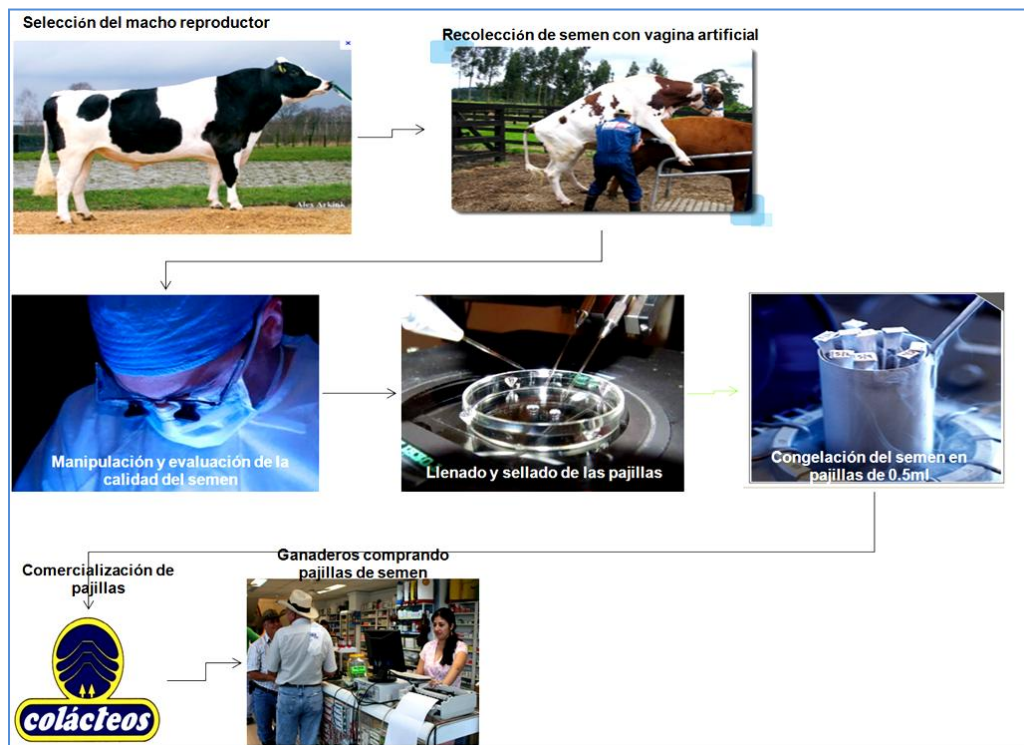 Selección del macho reproductor
Recolección de semen con vagina artificial
Alex Arkink
Manipulación y evaluación de la
calidad del semen
Llenado y sellado de las pajillas
Congelación del semen en
pajillas de 0.5ml
Comercialización de
pajillas
Ganaderos comprando
pajillas de semen
colácteos